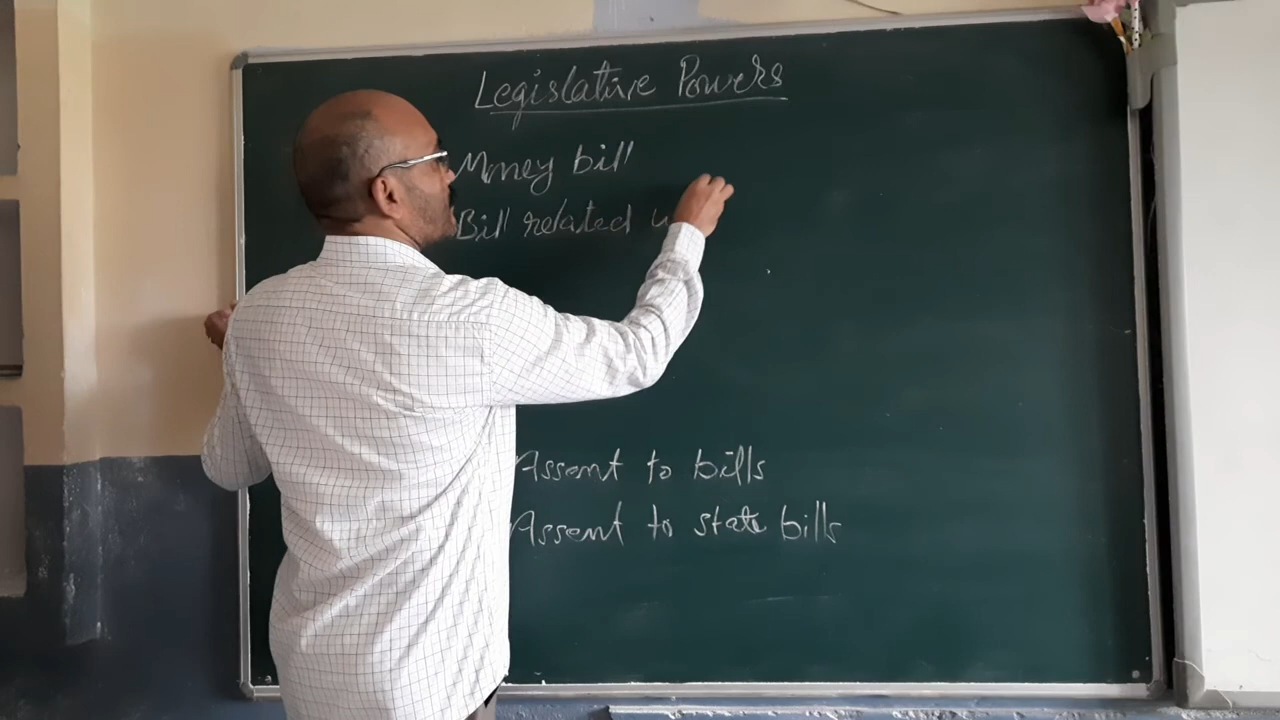 Legislative Powers
Money bill
Bill related
Assent to bills
Assent to state bills